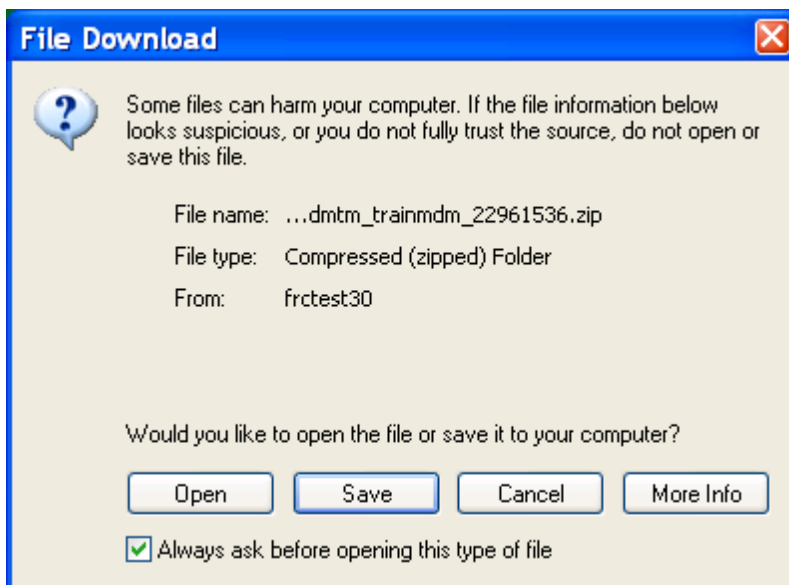 File Download
Some files can harm your computer. If the file information below
looks suspicious, or you do not fully trust the source, do not open or
save this file.
File name: ...dmtm_trainmdm_22961536.zip
File type: Compressed (zipped) Folder
From: frctest30
Would you like to open the file or save it to your computer?
Open Save Cancel More Info
Always ask before opening this type of file